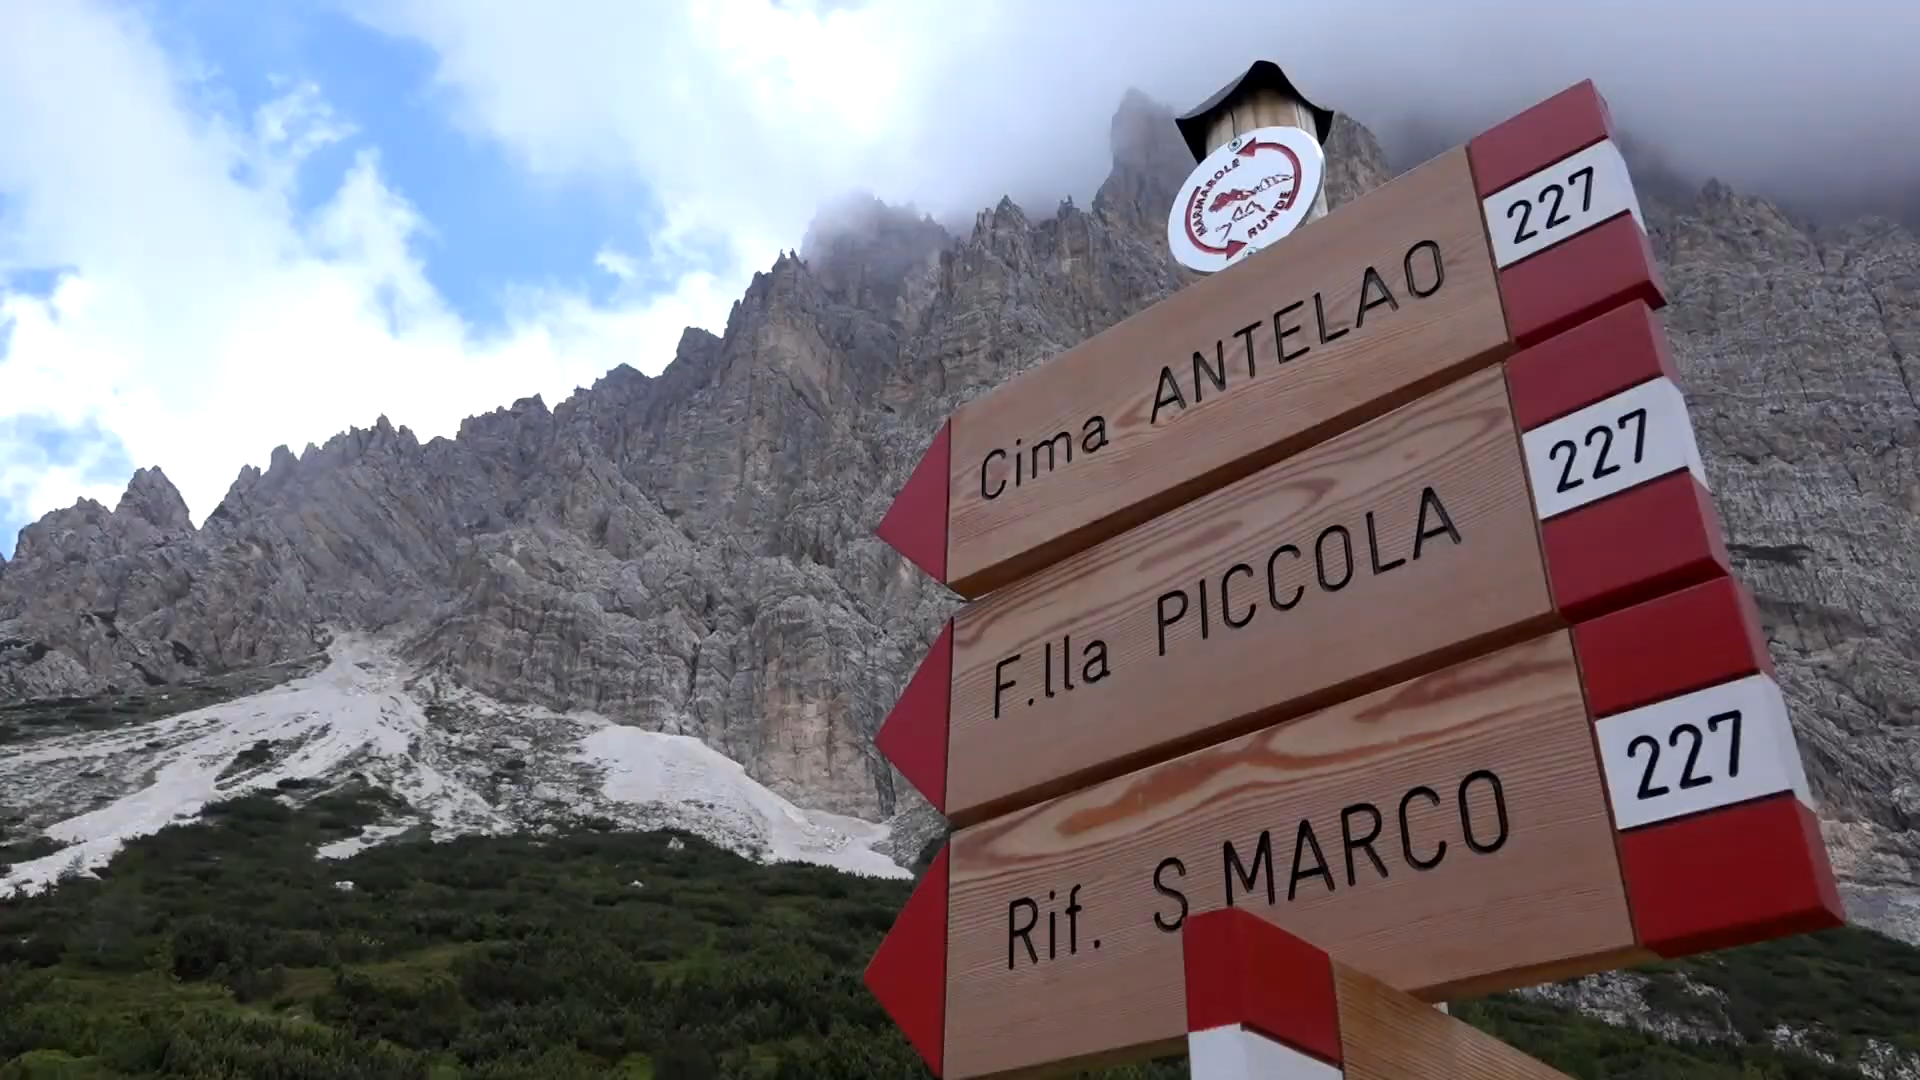 MARMAROLE
RUNDE
Cima ANTELAO
227
F.lla PICCOLA
227
Rif. S MARCO
227